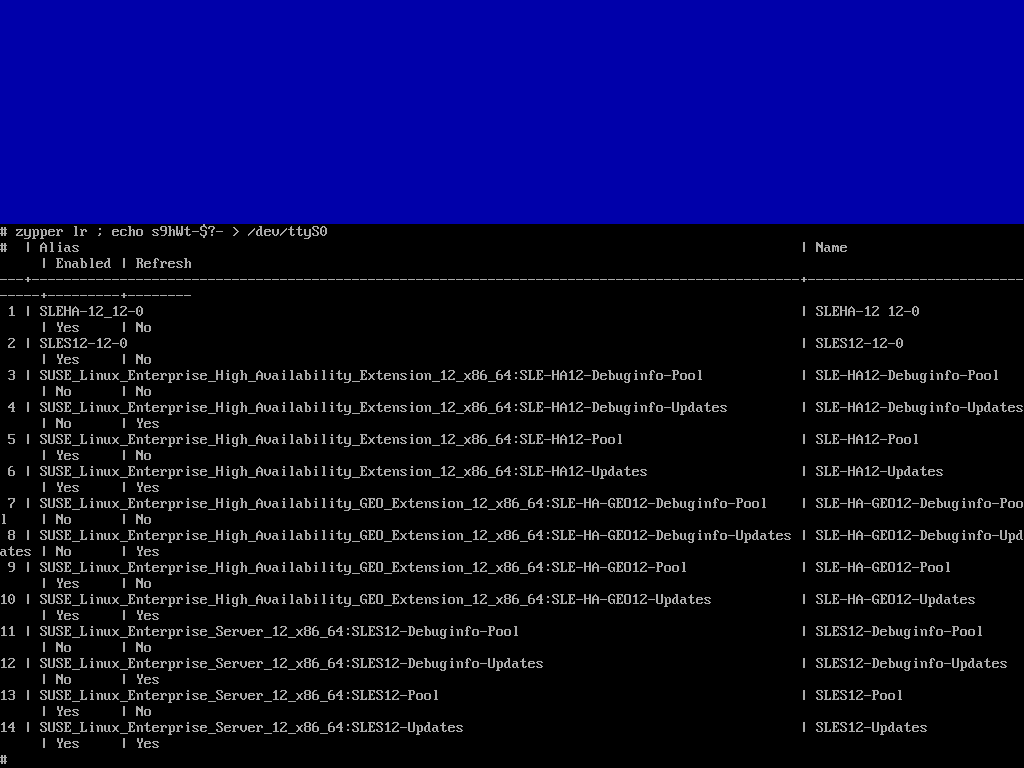 # zypper lr ; echo s9hWt-$?- > /dev/ttyS0
#  | Alias                                                                                          | Name
     | Enabled | Refresh
---+------------------------------------------------------------------------------------------------+---------------------------
-----+---------+--------
 1 | SLEHA-12_12-0                                                                                  | SLEHA-12 12-0
     | Yes     | No
 2 | SLES12-12-0                                                                                    | SLES12-12-0
     | Yes     | No
 3 | SUSE_Linux_Enterprise_High_Availability_Extension_12_x86_64:SLE-HA12-Debuginfo-Pool            | SLE-HA12-Debuginfo-Pool
     | No      | No
 4 | SUSE_Linux_Enterprise_High_Availability_Extension_12_x86_64:SLE-HA12-Debuginfo-Updates         | SLE-HA12-Debuginfo-Updates
     | No      | Yes
 5 | SUSE_Linux_Enterprise_High_Availability_Extension_12_x86_64:SLE-HA12-Pool                      | SLE-HA12-Pool
     | Yes     | No
 6 | SUSE_Linux_Enterprise_High_Availability_Extension_12_x86_64:SLE-HA12-Updates                   | SLE-HA12-Updates
     | Yes     | Yes
 7 | SUSE_Linux_Enterprise_High_Availability_GEO_Extension_12_x86_64:SLE-HA-GEO12-Debuginfo-Pool    | SLE-HA-GEO12-Debuginfo-Poo
l    | No      | No
 8 | SUSE_Linux_Enterprise_High_Availability_GEO_Extension_12_x86_64:SLE-HA-GEO12-Debuginfo-Updates | SLE-HA-GEO12-Debuginfo-Upd
ates | No      | Yes
 9 | SUSE_Linux_Enterprise_High_Availability_GEO_Extension_12_x86_64:SLE-HA-GEO12-Pool              | SLE-HA-GEO12-Pool
     | Yes     | No
10 | SUSE_Linux_Enterprise_High_Availability_GEO_Extension_12_x86_64:SLE-HA-GEO12-Updates           | SLE-HA-GEO12-Updates
     | Yes     | Yes
11 | SUSE_Linux_Enterprise_Server_12_x86_64:SLES12-Debuginfo-Pool                                   | SLES12-Debuginfo-Pool
     | No      | No
12 | SUSE_Linux_Enterprise_Server_12_x86_64:SLES12-Debuginfo-Updates                                | SLES12-Debuginfo-Updates
     | No      | Yes
13 | SUSE_Linux_Enterprise_Server_12_x86_64:SLES12-Pool                                             | SLES12-Pool
     | Yes     | No
14 | SUSE_Linux_Enterprise_Server_12_x86_64:SLES12-Updates                                          | SLES12-Updates
     | Yes     | Yes
#